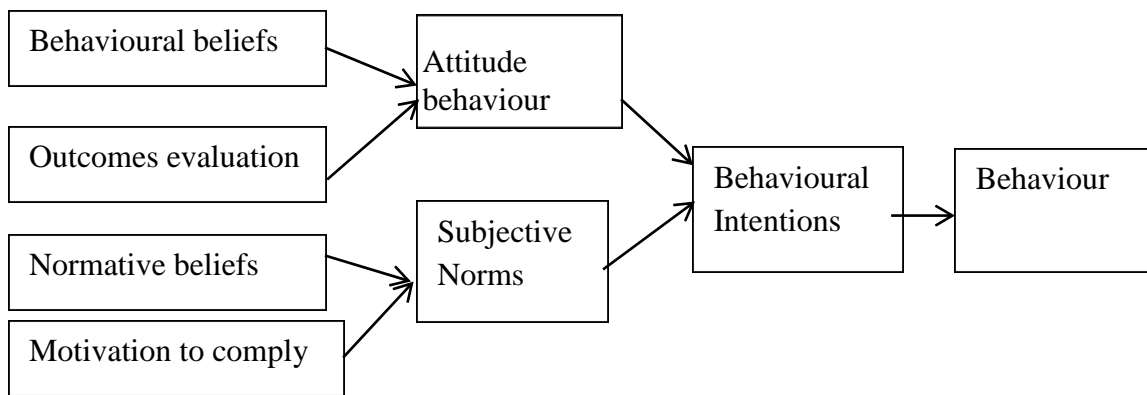 Behavioural beliefs
Outcomes evaluation
Normative beliefs
Motivation to comply
Attitude
behaviour
Subjective
Norms
Behavioural
Intentions
Behaviour